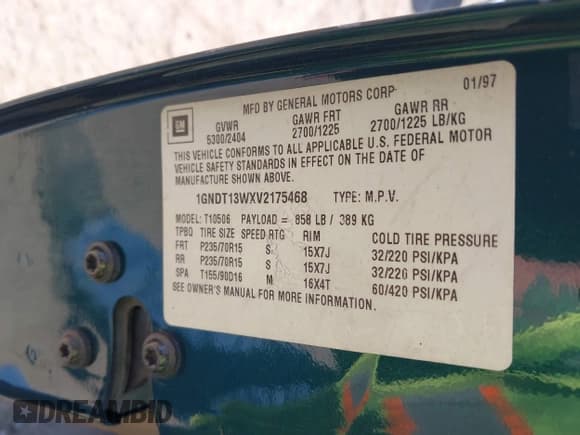 MFD BY GENERAL MOTORS CORP
01/97
GM
GVWR GAWR FRT GAWR RR
5300/2404 2700/1225 2700/1225 LB/KG
THIS VEHICLE CONFORMS TO ALL APPLICABLE U.S. FEDERAL MOTOR
VEHICLE SAFETY STANDARDS IN EFFECT ON THE DATE OF
MANUFACTURE SHOWN ABOVE.
1GNDT13WXV2175468 TYPE: M.P.V.
MODEL: T10506 PAYLOAD = 858 LB / 389 KG
TPBQ TIRE SIZE SPEED RTG RIM COLD TIRE PRESSURE
FRT P235/70R15 S 15X7J 32/220 PSI/KPA
RR P235/70R15 S 15X7J 32/220 PSI/KPA
SPA T155/90D16 M 16X4T 60/420 PSI/KPA
SEE OWNER'S MANUAL FOR MORE INFORMATION.
DREAMBID